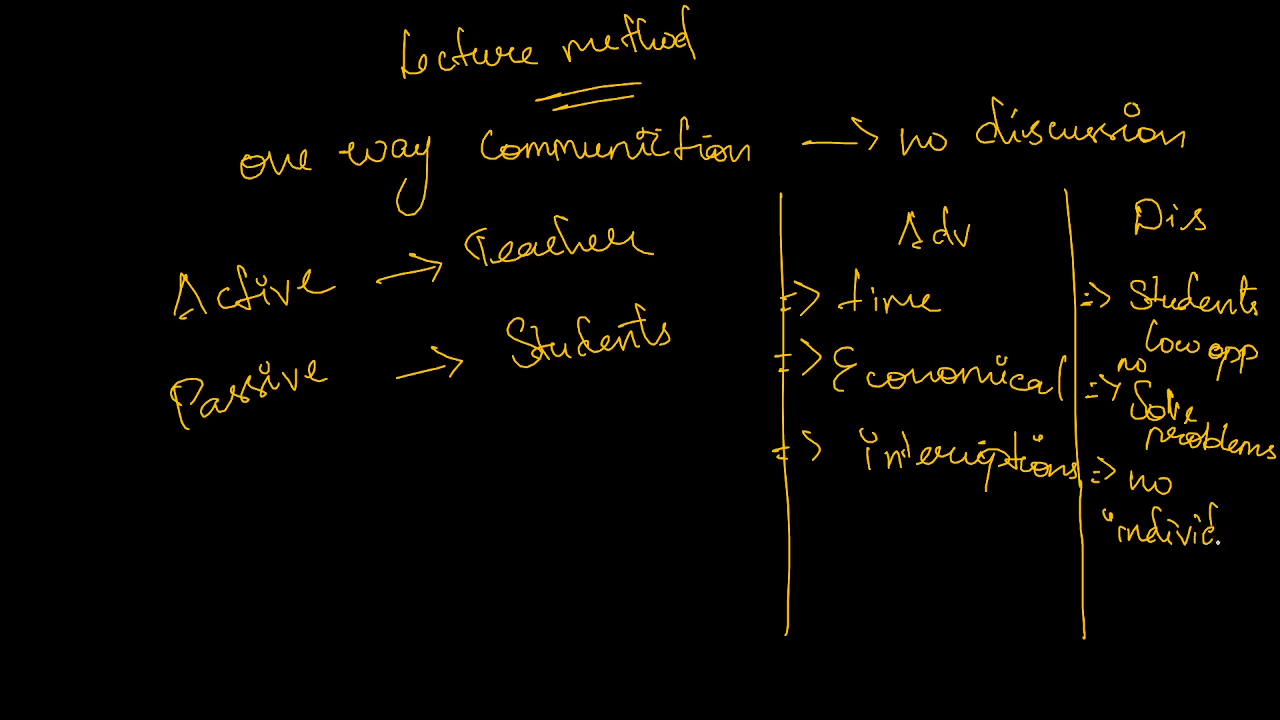 Lecture method
one way communiction → no discussion
Active → Teacher
Passive → Students
Adv
=> time
=> Economical
=> interruptions
Dis
=> Students
low opp
=> no
Solve
problems
=> no
individ